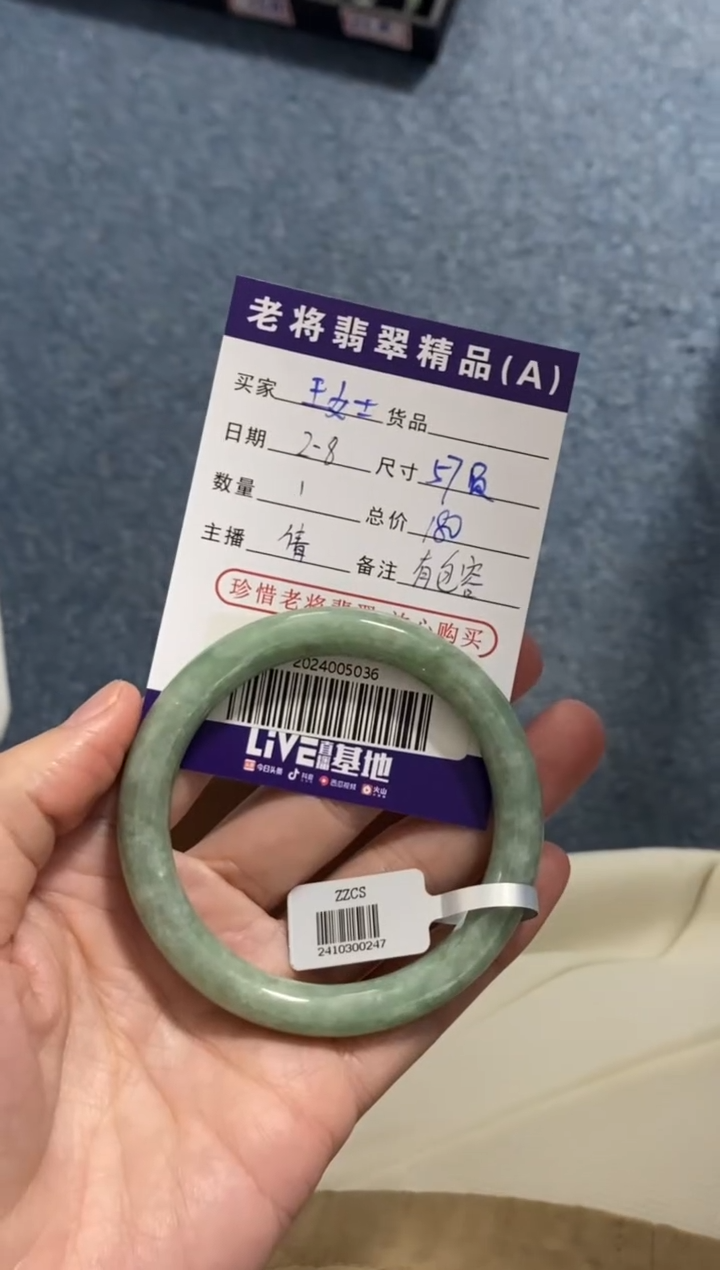 老将翡翠精品(A)
买家 王女士 货品
日期 2-8 尺寸 57圆
数量 1 总价 180
主播 倩 备注 有包容
珍惜老将翡翠 心购买
2024005036
LiVE直播基地
今日头条 抖音 西瓜视频 火山
ZZCS
2410300247